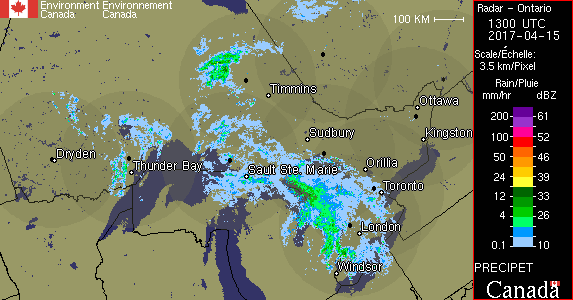 Environment Environnement
Canada Canada
100 KM
Timmins
Ottawa
Sudbury
Kingston
Dryden
Thunder Bay
Sault Ste. Marie
Orillia
Toronto
London
Windsor
Radar - Ontario
1300 UTC
2017-04-15
Scale/Échelle:
3.5 km/Pixel
Rain/Pluie
mm/hr dBZ
200 61
100 52
50 46
24 39
12 33
4 26
0.1 10
PRECIPET
Canada